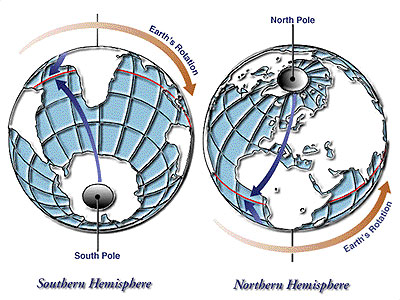 Earth's Rotation
North Pole
South Pole
Earth's Rotation
Southern Hemisphere
Northern Hemisphere